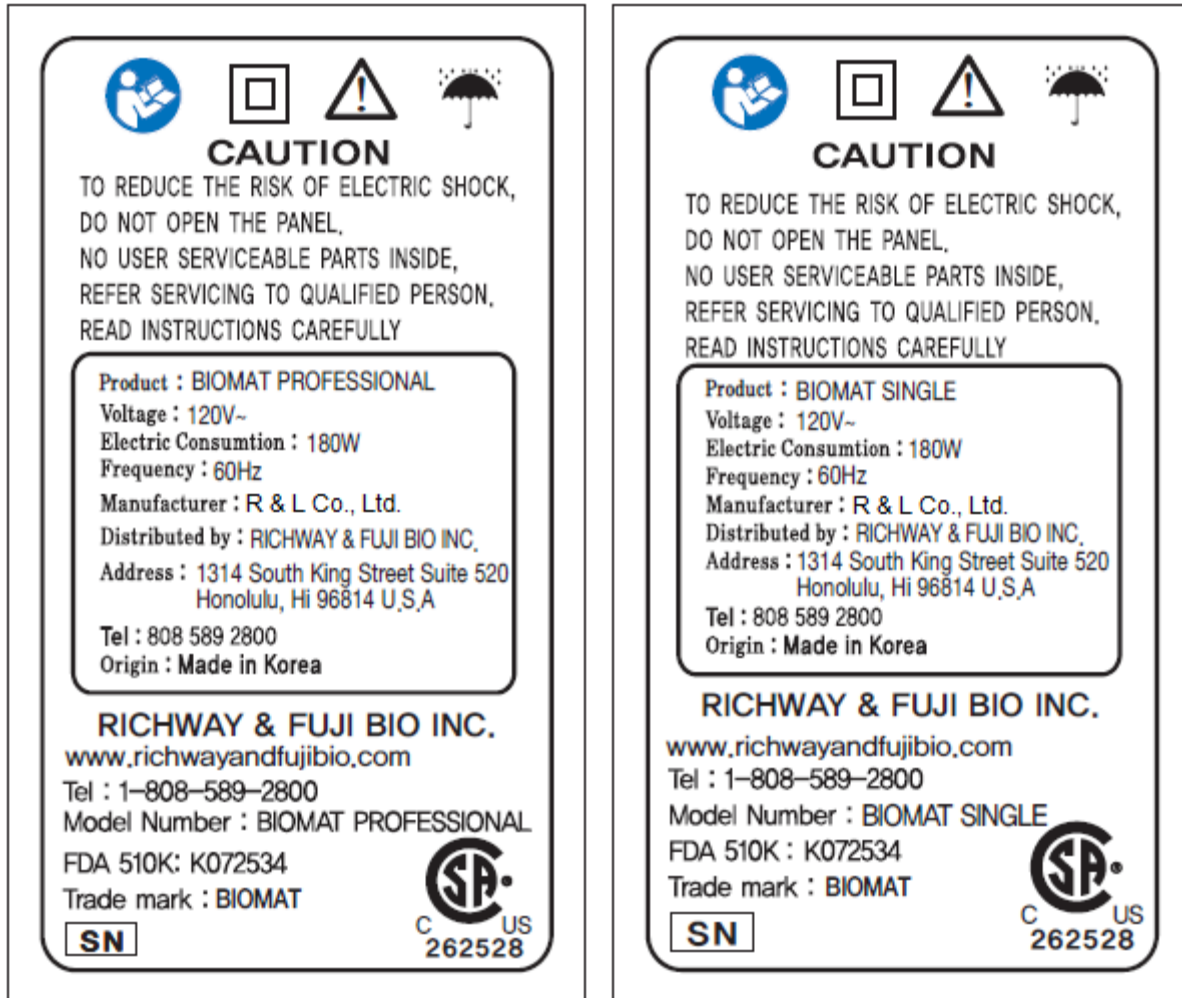 CAUTION
TO REDUCE THE RISK OF ELECTRIC SHOCK,
DO NOT OPEN THE PANEL.
NO USER SERVICEABLE PARTS INSIDE,
REFER SERVICING TO QUALIFIED PERSON.
READ INSTRUCTIONS CAREFULLY
Product : BIOMAT PROFESSIONAL
Voltage : 120V~
Electric Consumtion : 180W
Frequency : 60Hz
Manufacturer : R & L Co., Ltd.
Distributed by : RICHWAY & FUJI BIO INC.
Address : 1314 South King Street Suite 520
Honolulu, Hi 96814 U.S.A
Tel : 808 589 2800
Origin : Made in Korea
RICHWAY & FUJI BIO INC.
www.richwayandfujibio.com
Tel : 1-808-589-2800
Model Number : BIOMAT PROFESSIONAL
FDA 510K: K072534
Trade mark : BIOMAT
SN
SA
C US
262528
CAUTION
TO REDUCE THE RISK OF ELECTRIC SHOCK,
DO NOT OPEN THE PANEL.
NO USER SERVICEABLE PARTS INSIDE,
REFER SERVICING TO QUALIFIED PERSON.
READ INSTRUCTIONS CAREFULLY
Product : BIOMAT SINGLE
Voltage : 120V~
Electric Consumtion : 180W
Frequency : 60Hz
Manufacturer : R & L Co., Ltd.
Distributed by : RICHWAY & FUJI BIO INC.
Address : 1314 South King Street Suite 520
Honolulu, Hi 96814 U.S.A
Tel : 808 589 2800
Origin : Made in Korea
RICHWAY & FUJI BIO INC.
www.richwayandfujibio.com
Tel : 1-808-589-2800
Model Number : BIOMAT SINGLE
FDA 510K : K072534
Trade mark : BIOMAT
SN
SA ®
C US
262528